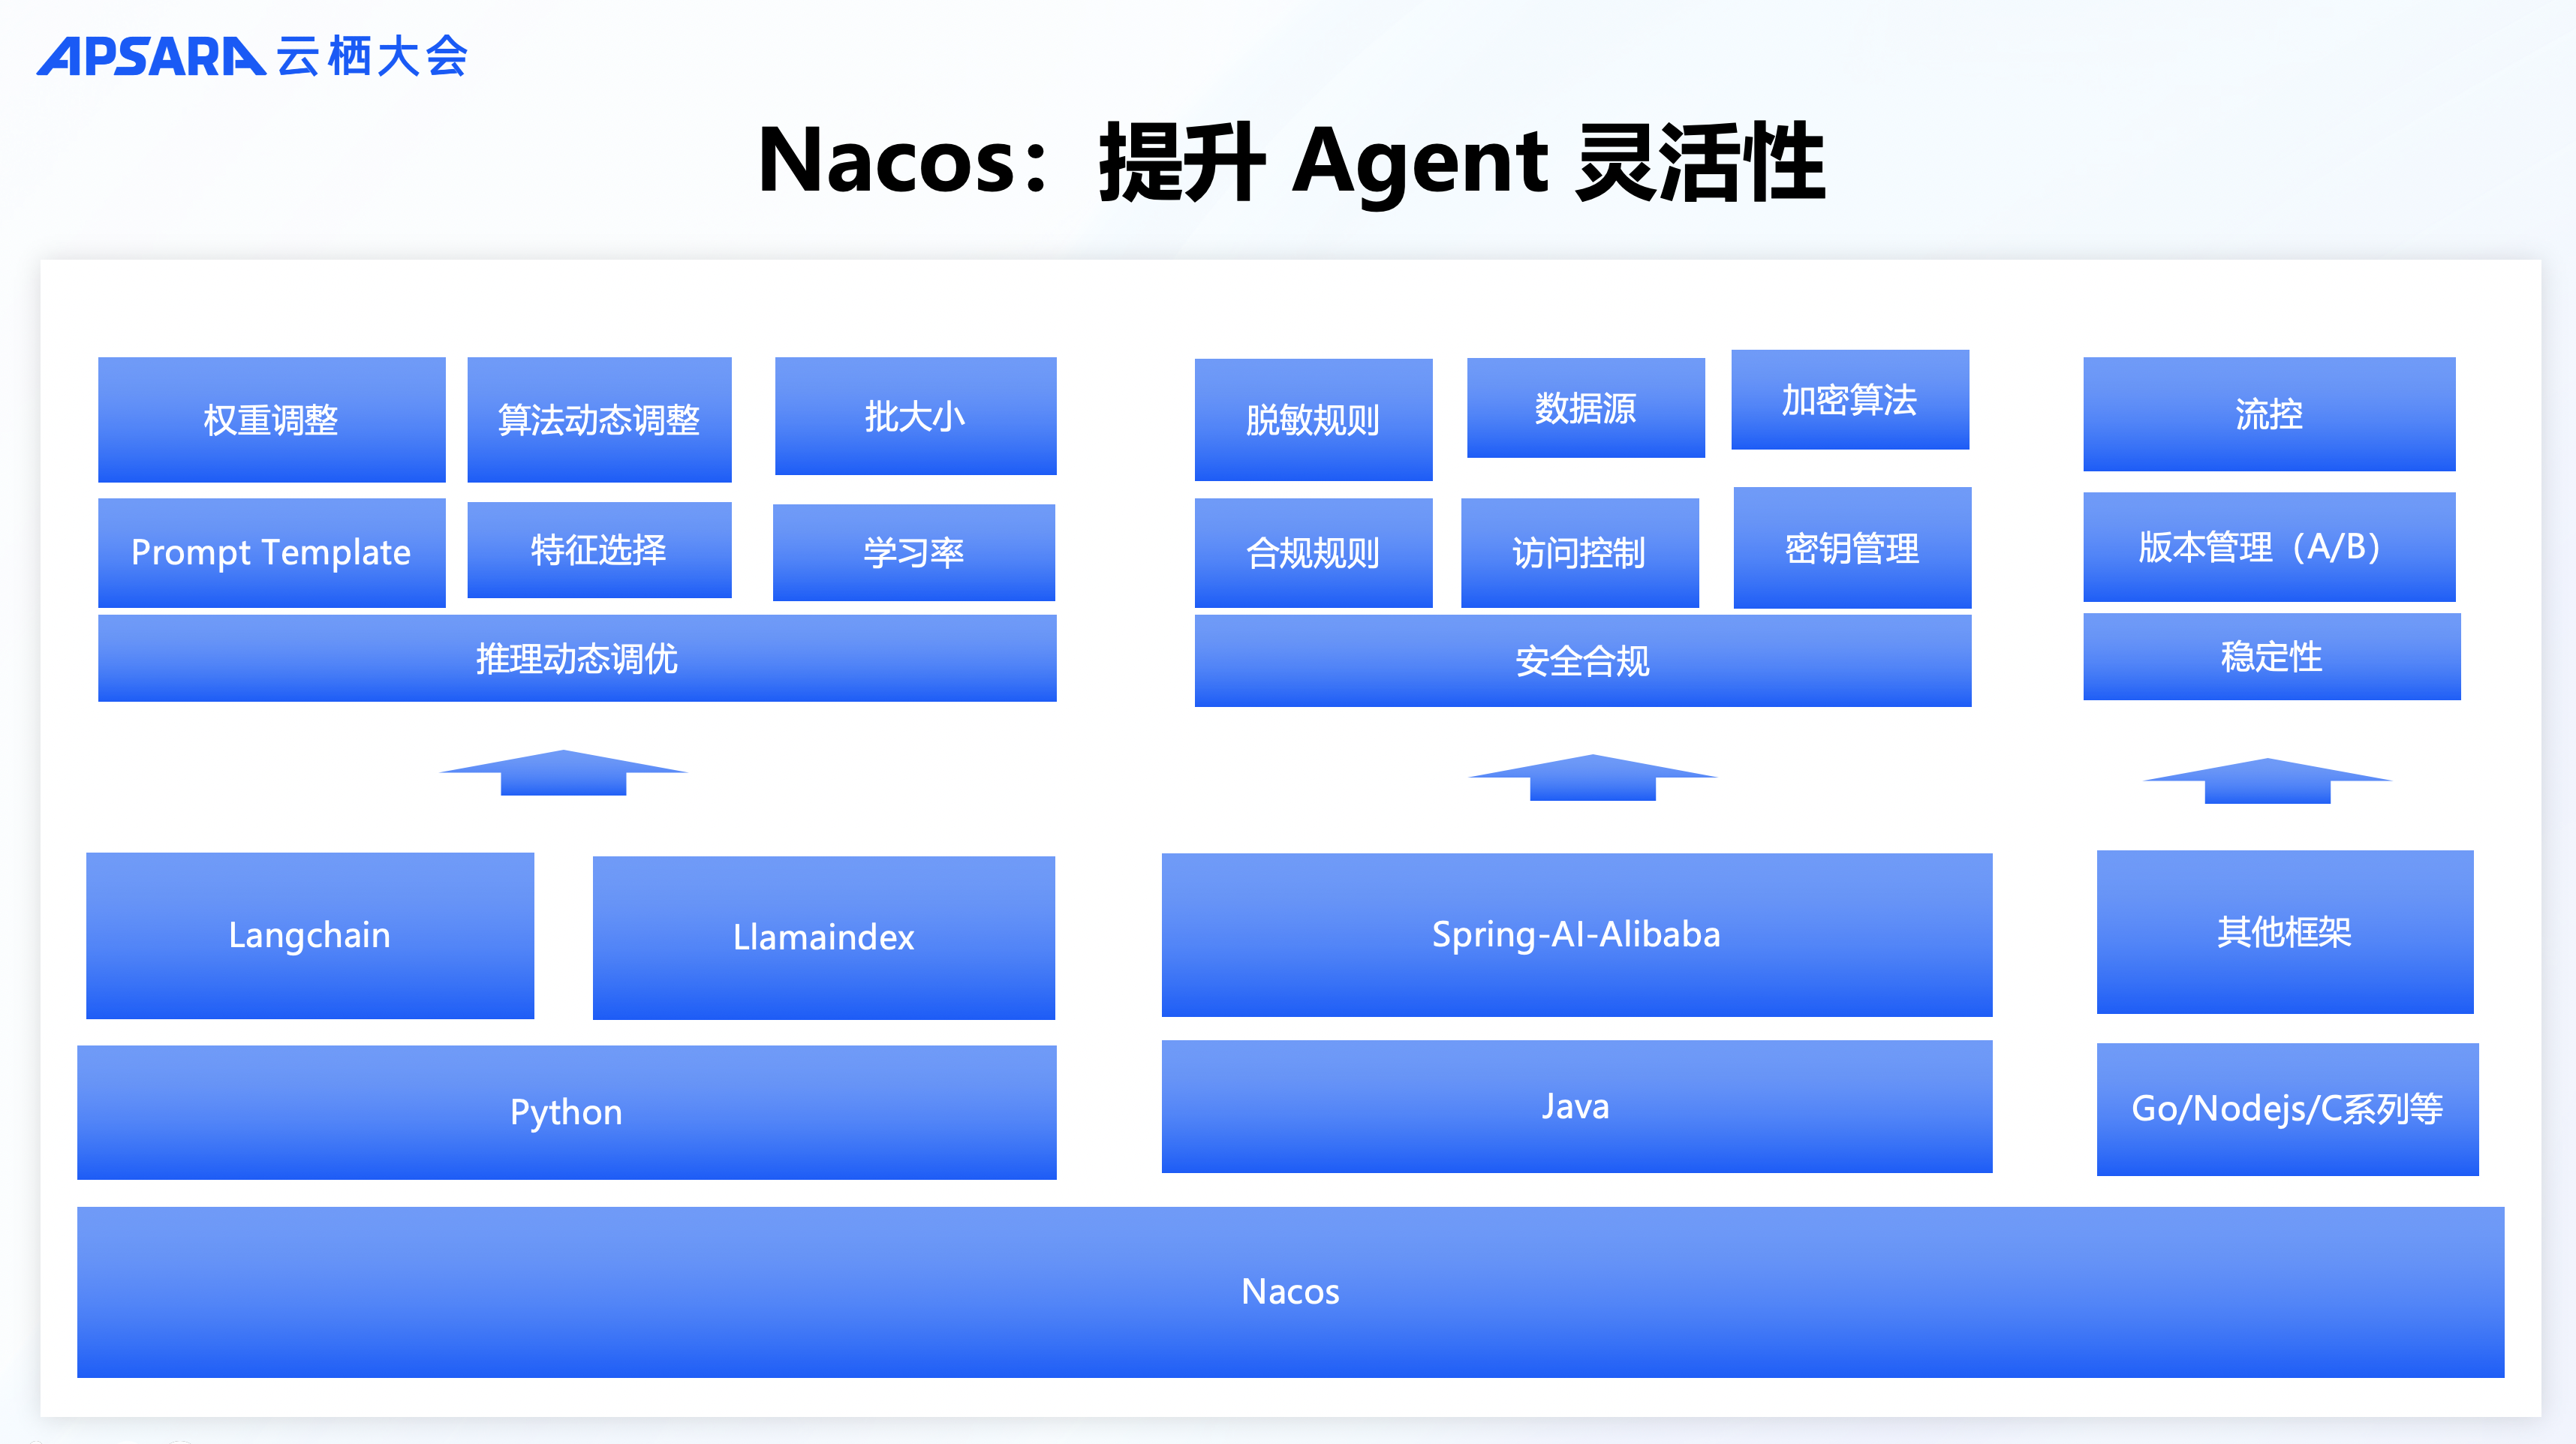 APSARA 云栖大会
Nacos：提升 Agent 灵活性
权重调整
算法动态调整
批大小
Prompt Template
特征选择
学习率
推理动态调优
脱敏规则
数据源
加密算法
合规规则
访问控制
密钥管理
安全合规
流控
版本管理（A/B）
稳定性
Langchain
Llamaindex
Spring-AI-Alibaba
其他框架
Python
Java
Go/Nodejs/C系列等
Nacos